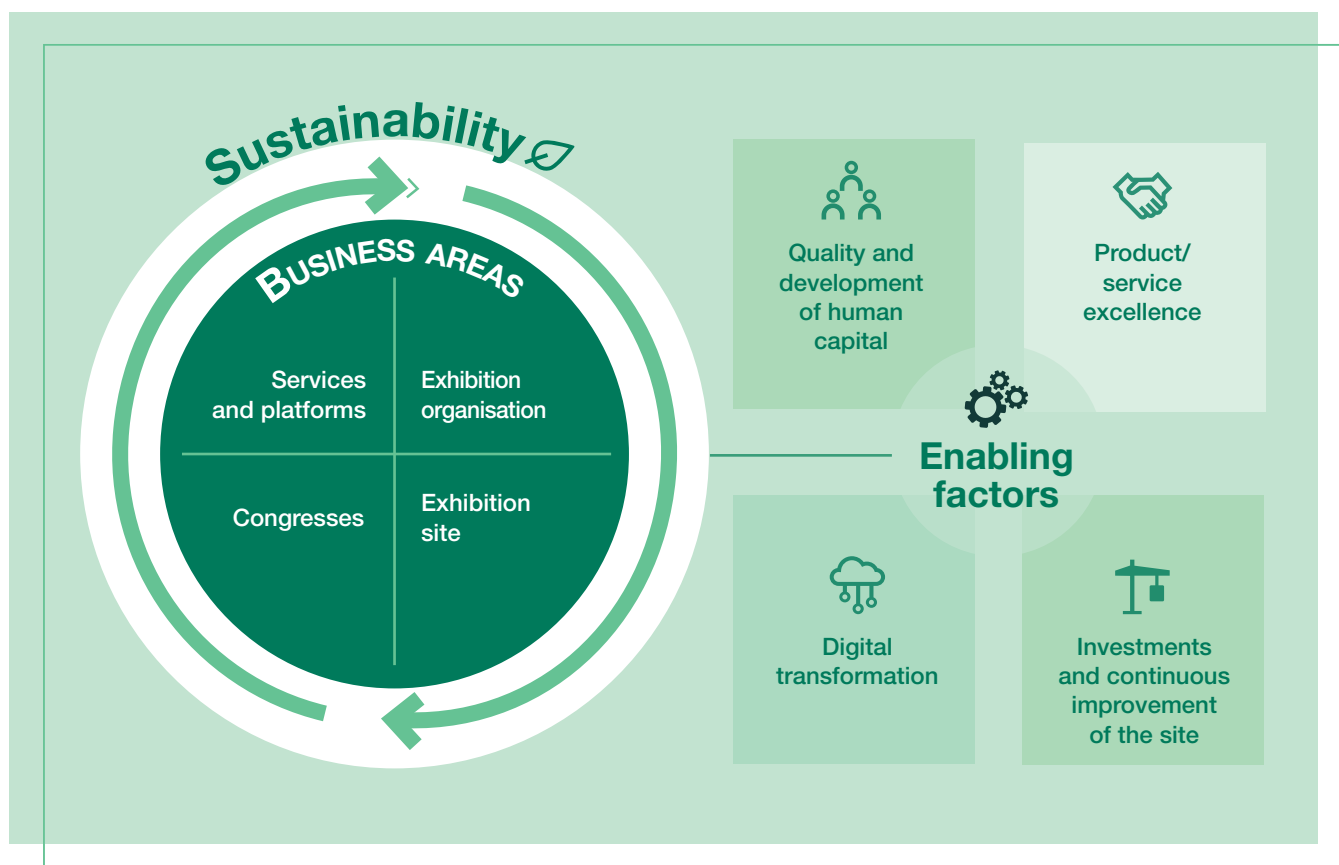 Sustainability
BUSINESS AREAS
Services
and platforms
Exhibition
organisation
Congresses
Exhibition
site
Quality and
development
of human
capital
Product/
service
excellence
Enabling
factors
Digital
transformation
Investments
and continuous
improvement
of the site